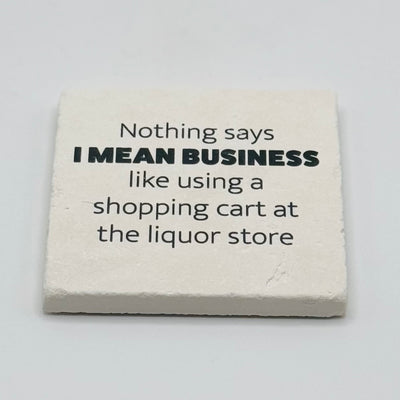 Nothing says
I MEAN BUSINESS
like using a
shopping cart at
the liquor store